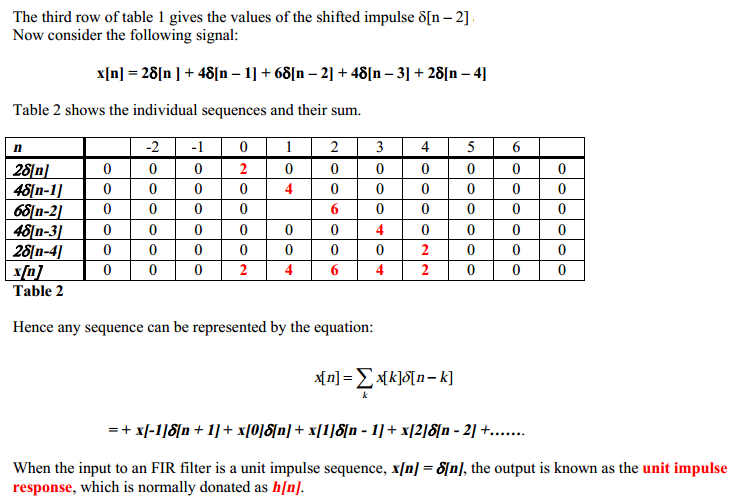 The third row of table 1 gives the values of the shifted impulse δ[n – 2]
Now consider the following signal:
x[n] = 2δ[n ] + 4δ[n – 1] + 6δ[n – 2] + 4δ[n – 3] + 2δ[n – 4]
Table 2 shows the individual sequences and their sum.
n -2 -1 0 1 2 3 4 5 6
2δ[n] 0 0 0 2 0 0 0 0 0 0 0
4δ[n-1] 0 0 0 0 4 0 0 0 0 0 0
6δ[n-2] 0 0 0 0 6 0 0 0 0 0
4δ[n-3] 0 0 0 0 0 0 4 0 0 0 0
2δ[n-4] 0 0 0 0 0 0 0 2 0 0 0
x[n] 0 0 0 2 4 6 4 2 0 0 0
Table 2
Hence any sequence can be represented by the equation:
x[n] = ∑ x[k]δ[n – k]
k
= + x[-1]δ[n + 1] + x[0]δ[n] + x[1]δ[n - 1] + x[2]δ[n - 2] +…….
When the input to an FIR filter is a unit impulse sequence, x[n] = δ[n], the output is known as the unit impulse
response, which is normally donated as h[n].